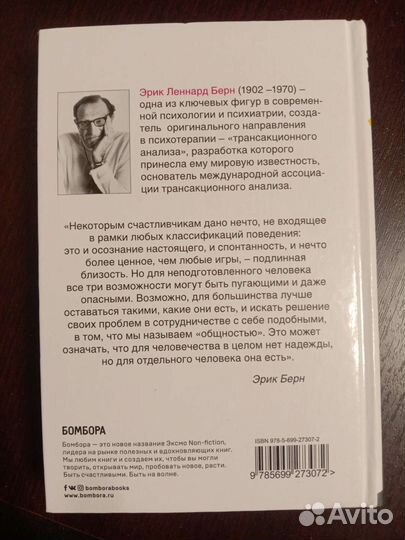 Эрик Леннард Берн (1902 –1970) –
одна из ключевых фигур в современ-
ной психологии и психиатрии, созда-
тель оригинального направления
в психотерапии – «трансакционного
анализа», разработка которого
принесла ему мировую известность,
основатель международной ассоциа-
ции трансакционного анализа.
«Некоторым счастливчикам дано нечто, не входящее
в рамки любых классификаций поведения:
это и осознание настоящего, и спонтанность, и нечто
более ценное, чем любые игры, – подлинная
близость. Но для неподготовленного человека
все три возможности могут быть пугающими и даже
опасными. Возможно, для большинства лучше
оставаться такими, какие они есть, и искать решение
своих проблем в сотрудничестве с себе подобными,
в том, что мы называем "общностью". Это может
означать, что для человечества в целом нет надежды,
но для отдельного человека она есть».
Эрик Берн
БОМБОРА
Бомбора – это новое название Эксмо Non-fiction,
лидера на рынке полезных и вдохновляющих книг.
Мы любим книги и создаем их, чтобы вы могли
творить, открывать мир, пробовать новое, расти.
Быть счастливыми. Быть на волне.
bomborabooks
bombora.ru
ISBN 978-5-699-27307-2
9 785699 273072 >
Avito